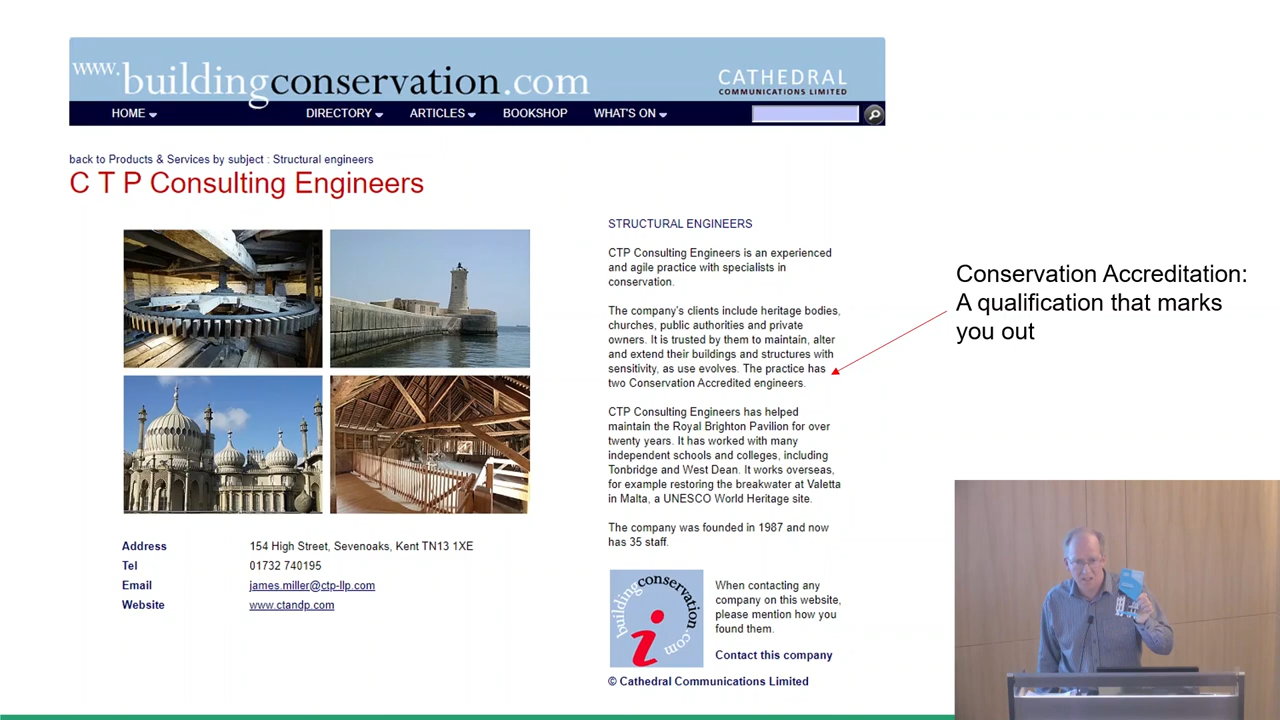 www.buildingconservation.com
CATHEDRAL
COMMUNICATIONS LIMITED
HOME
DIRECTORY
ARTICLES
BOOKSHOP
WHAT'S ON
back to Products & Services by subject : Structural engineers
C T P Consulting Engineers
STRUCTURAL ENGINEERS
CTP Consulting Engineers is an experienced
and agile practice with specialists in
conservation.
The company's clients include heritage bodies,
churches, public authorities and private
owners. It is trusted by them to maintain, alter
and extend their buildings and structures with
sensitivity, as use evolves. The practice has
two Conservation Accredited engineers.
CTP Consulting Engineers has helped
maintain the Royal Brighton Pavilion for over
twenty years. It has worked with many
independent schools and colleges, including
Tonbridge and West Dean. It works overseas,
for example restoring the breakwater at Valetta
in Malta, a UNESCO World Heritage site.
The company was founded in 1987 and now
has 35 staff.
Conservation Accreditation:
A qualification that marks
you out
Address 154 High Street, Sevenoaks, Kent TN13 1XE
Tel 01732 740195
Email james.miller@ctp-llp.com
Website www.ctandp.com
buildingconservation.com
i
When contacting any
company on this website,
please mention how you
found them.
Contact this company
© Cathedral Communications Limited